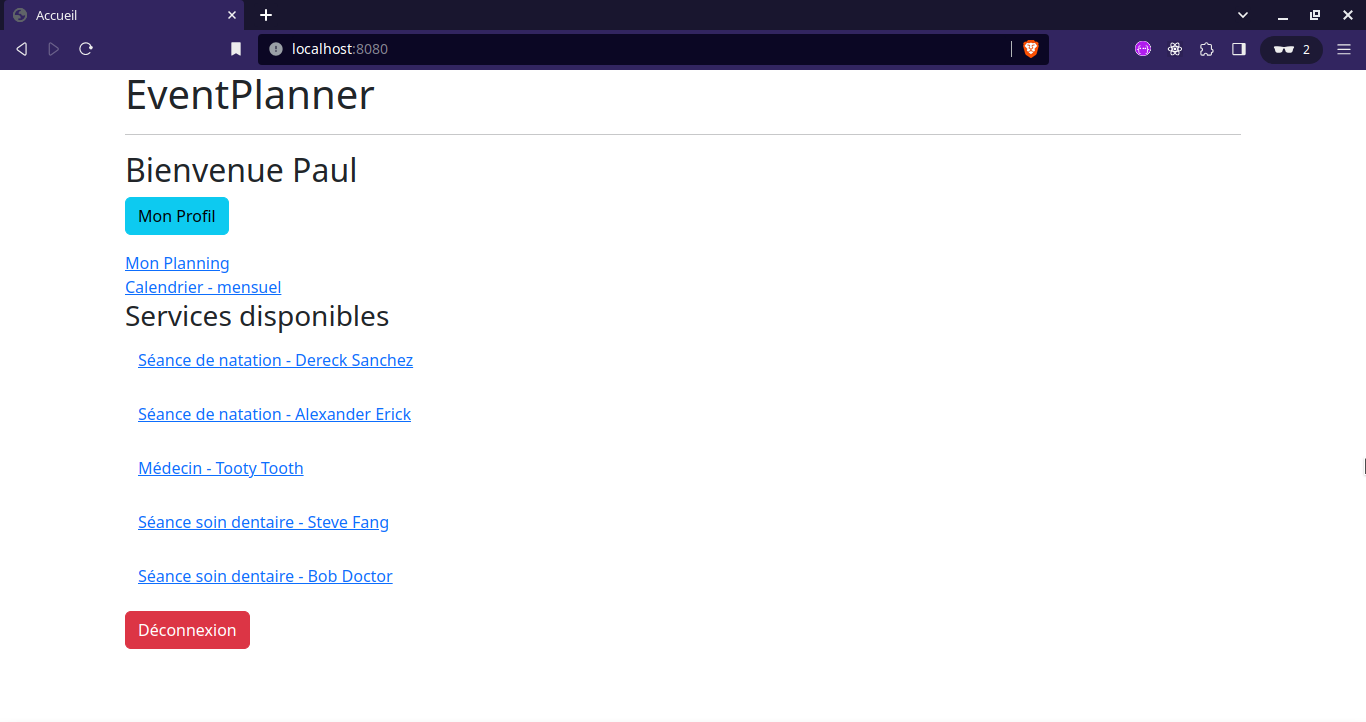 Accueil
localhost:8080
2
EventPlanner
Bienvenue Paul
Mon Profil
Mon Planning
Calendrier - mensuel
Services disponibles
Séance de natation - Dereck Sanchez
Séance de natation - Alexander Erick
Médecin - Tooty Tooth
Séance soin dentaire - Steve Fang
Séance soin dentaire - Bob Doctor
Déconnexion